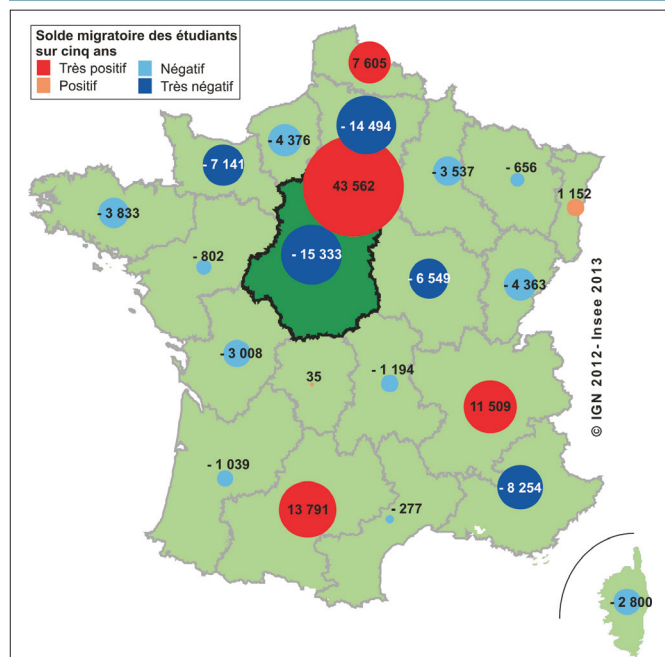 Solde migratoire des étudiants
sur cinq ans
Très positif
Négatif
Positif
Très négatif
7 605
- 14 494
- 4 376
- 7 141
- 3 537
- 656
43 562
1 152
- 3 833
- 802
- 15 333
- 6 549
- 4 363
- 3 008
35
- 1 194
11 509
- 1 039
13 791
- 277
- 8 254
- 2 800
© IGN 2012- Insee 2013